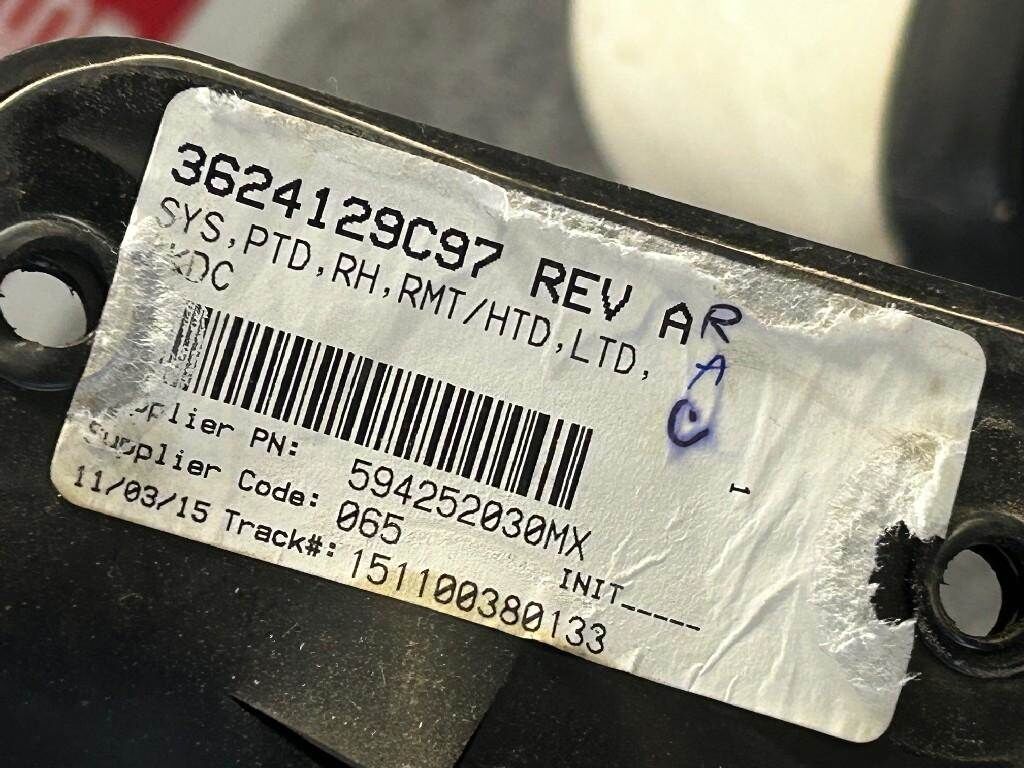 3624129C97 REV A R
SYS,PTD,RH,RMT/HTD,LTD,
KDC
A
C
Supplier PN: 594252030MX
Supplier Code: 065
INIT_____
11/03/15 Track#: 151100380133